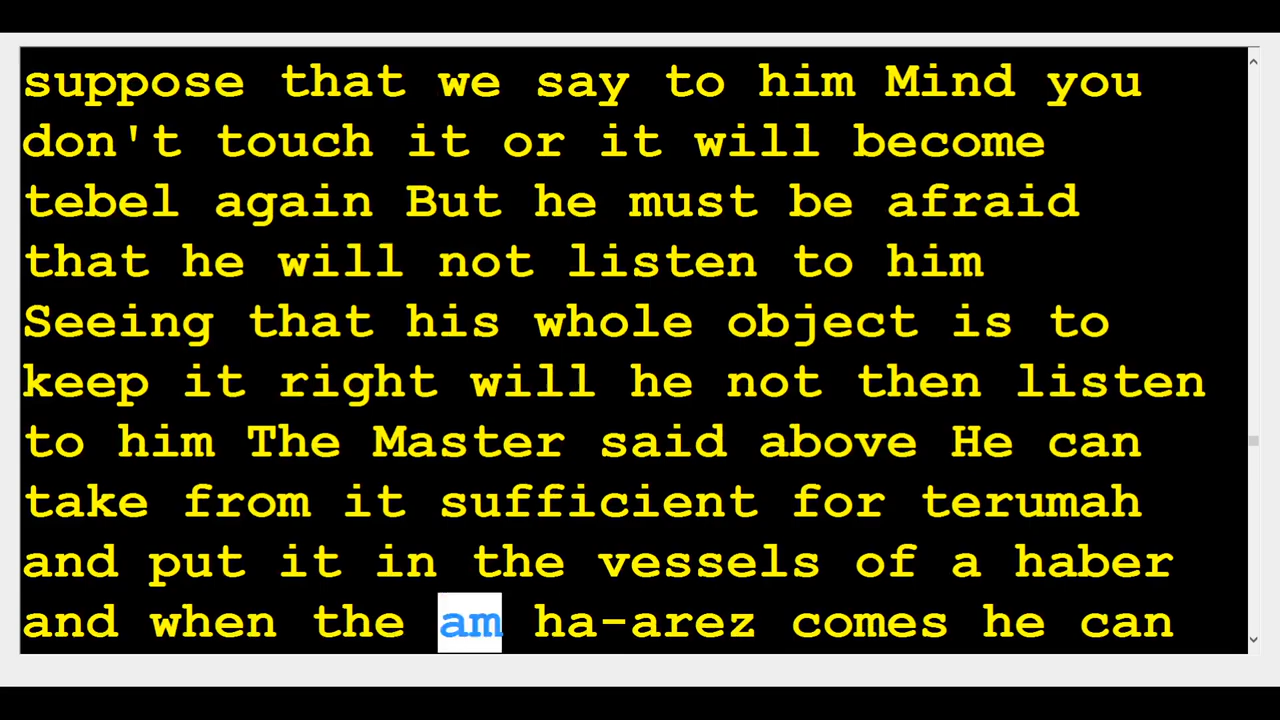 suppose that we say to him Mind you
don't touch it or it will become
tebel again But he must be afraid
that he will not listen to him
Seeing that his whole object is to
keep it right will he not then listen
to him The Master said above He can
take from it sufficient for terumah
and put it in the vessels of a haber
and when the am ha-arez comes he can